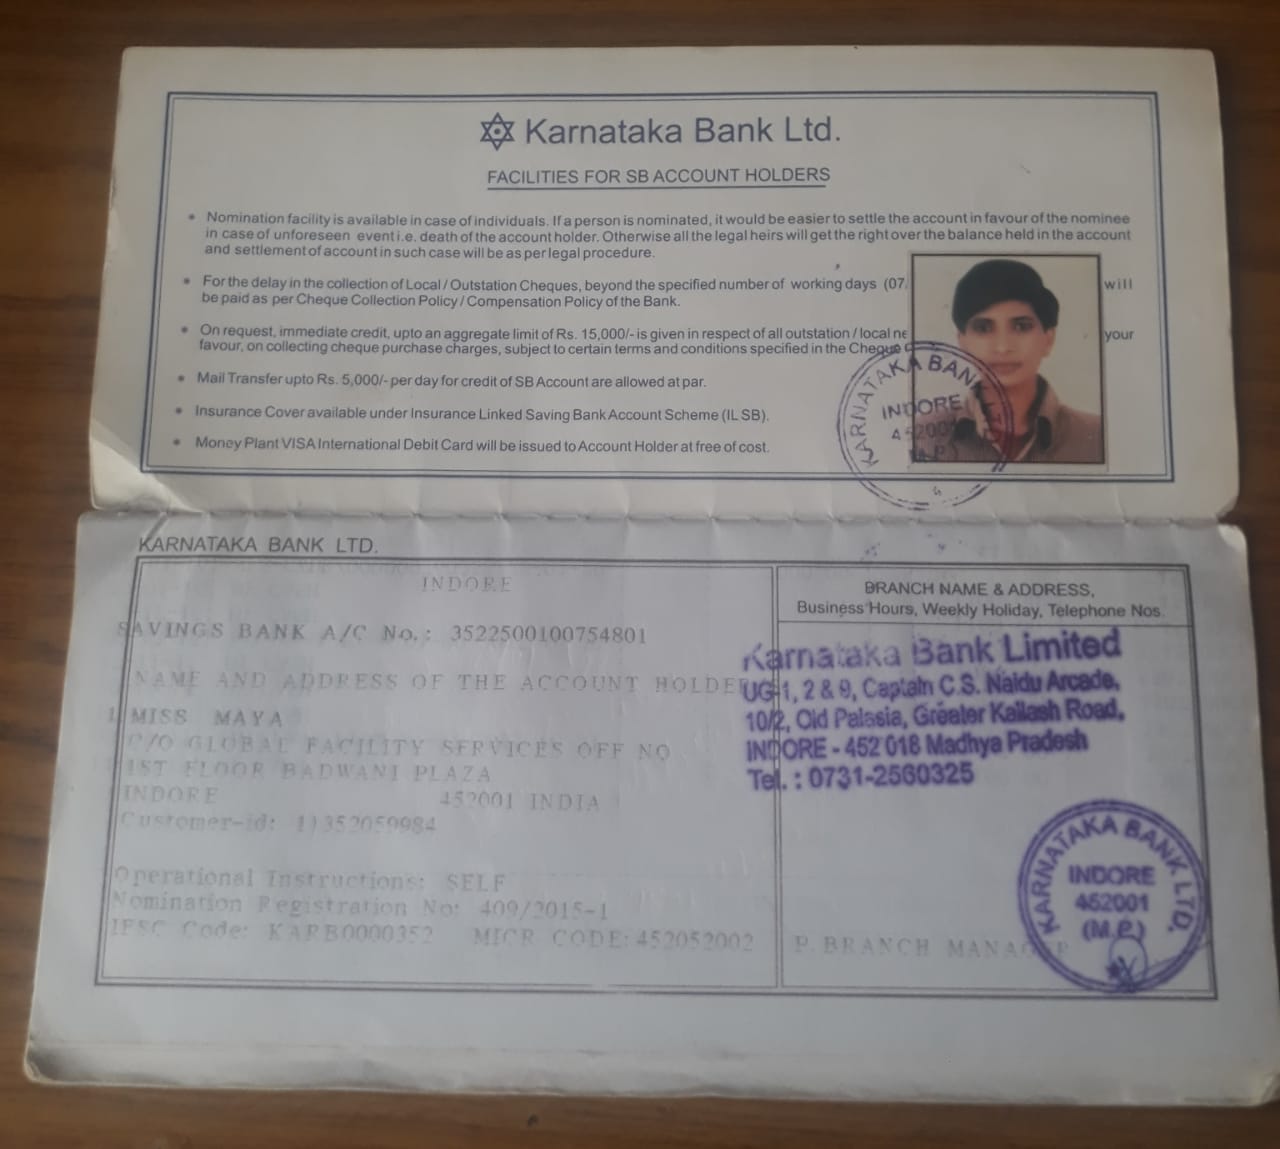 Karnataka Bank Ltd.
FACILITIES FOR SB ACCOUNT HOLDERS
• Nomination facility is available in case of individuals. If a person is nominated, it would be easier to settle the account in favour of the nominee
in case of unforeseen event i.e. death of the account holder. Otherwise all the legal heirs will get the right over the balance held in the account
and settlement of account in such case will be as per legal procedure.
• For the delay in the collection of Local / Outstation Cheques, beyond the specified number of working days (07 will
be paid as per Cheque Collection Policy / Compensation Policy of the Bank.
• On request, immediate credit, upto an aggregate limit of Rs. 15,000/- is given in respect of all outstation / local ne your
favour, on collecting cheque purchase charges, subject to certain terms and conditions specified in the Cheque
• Mail Transfer upto Rs. 5,000/- per day for credit of SB Account are allowed at par.
• Insurance Cover available under Insurance Linked Saving Bank Account Scheme (IL SB).
• Money Plant VISA International Debit Card will be issued to Account Holder at free of cost.
KARNATAKA BANK LTD.
INDORE
452001
(M.P.)
KARNATAKA BANK LTD.
INDORE
SAVINGS BANK A/C No.: 3522500100754801
NAME AND ADDRESS OF THE ACCOUNT HOLDER
1 MISS MAYA
C/O GLOBAL FACILITY SERVICES OFF NO
1ST FLOOR BADWANI PLAZA
INDORE 452001 INDIA
Customer-id: 11352059984
Operational Instructions: SELF
Nomination Registration No: 409/2015-1
IFSC Code: KARB0000352 MICR CODE: 452052002
BRANCH NAME & ADDRESS,
Business Hours, Weekly Holiday, Telephone Nos.
Karnataka Bank Limited
UG-1, 2 & 9, Captain C.S. Naidu Arcade,
10/2, Old Palasia, Greater Kailash Road,
INDORE - 452 018 Madhya Pradesh
Tel. : 0731-2560325
P. BRANCH MANAGER
KARNATAKA BANK LTD.
INDORE
452001
(M.P.)